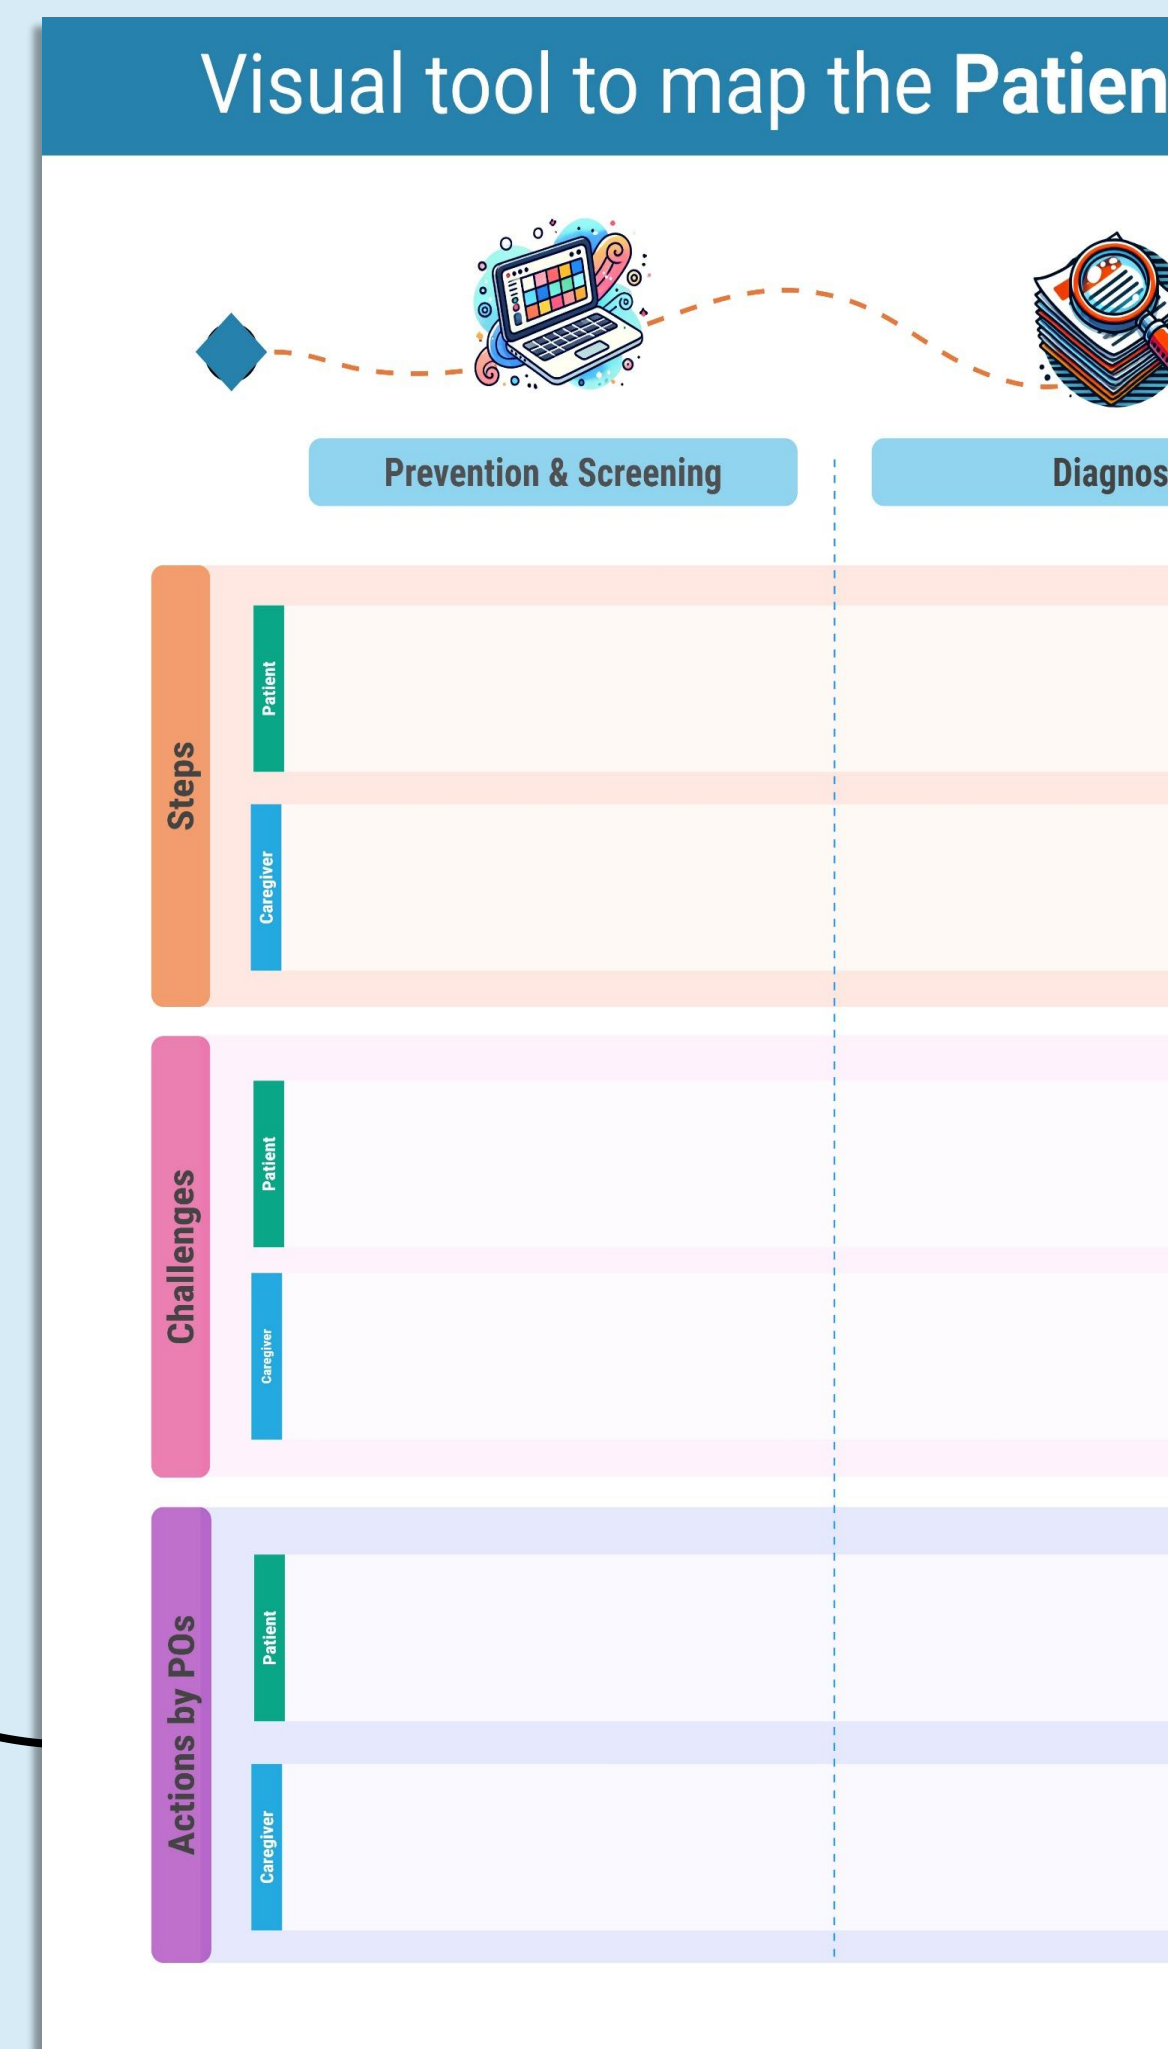 Visual tool to map the Patien
Prevention & Screening
Diagnos
Steps
Patient
Caregiver
Challenges
Patient
Caregiver
Actions by POs
Patient
Caregiver